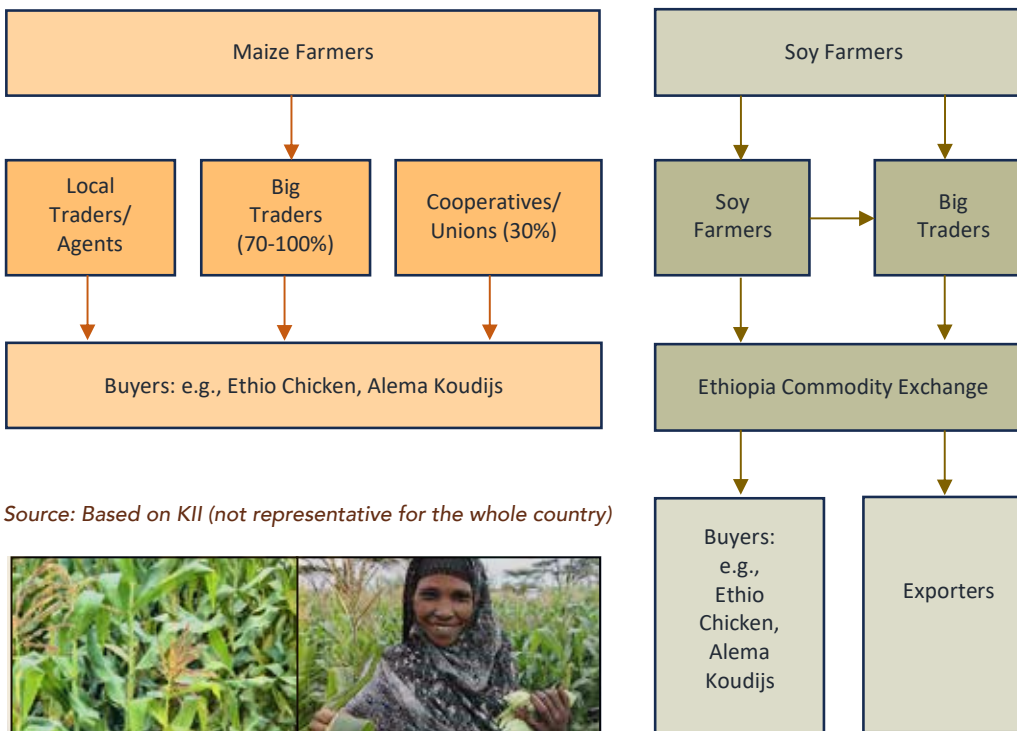 Maize Farmers
Local
Traders/
Agents
Big
Traders
(70-100%)
Cooperatives/
Unions (30%)
Buyers: e.g., Ethio Chicken, Alema Koudijs
Source: Based on KII (not representative for the whole country)
Soy Farmers
Soy
Farmers
Big
Traders
Ethiopia Commodity Exchange
Buyers:
e.g.,
Ethio
Chicken,
Alema
Koudijs
Exporters